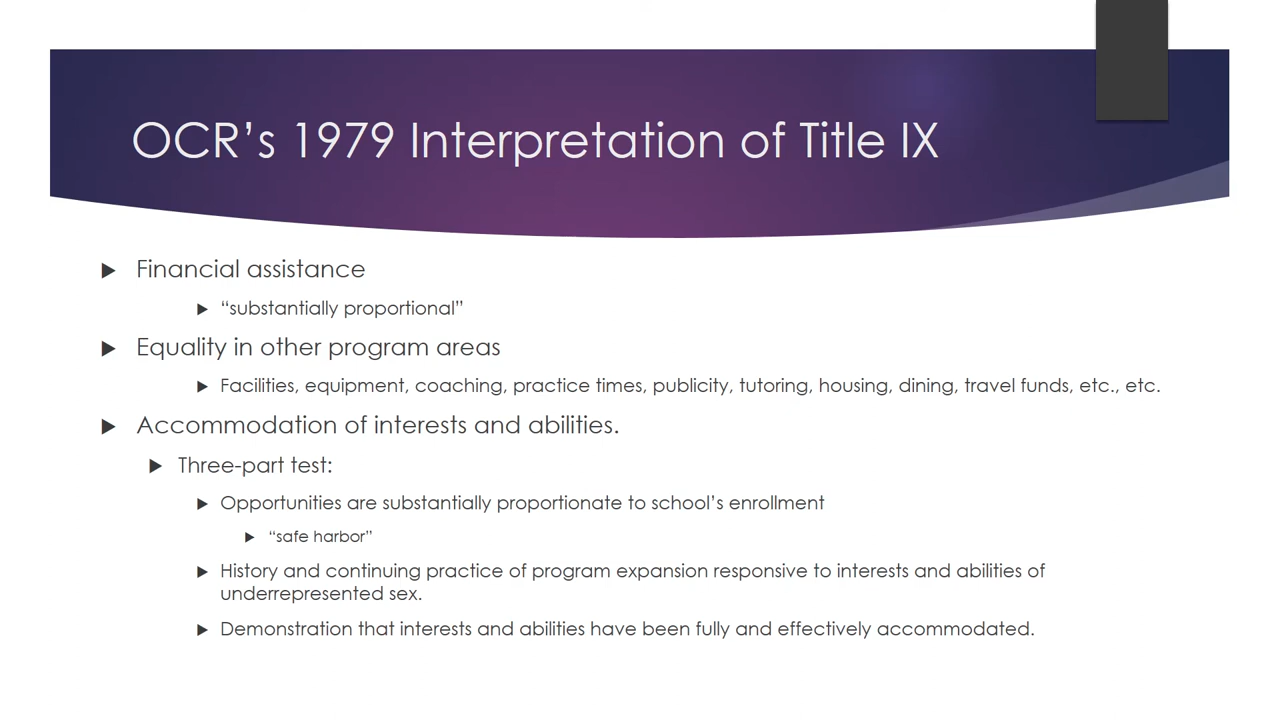 OCR’s 1979 Interpretation of Title IX
Financial assistance
“substantially proportional”
Equality in other program areas
Facilities, equipment, coaching, practice times, publicity, tutoring, housing, dining, travel funds, etc., etc.
Accommodation of interests and abilities.
Three-part test:
Opportunities are substantially proportionate to school’s enrollment
“safe harbor”
History and continuing practice of program expansion responsive to interests and abilities of
underrepresented sex.
Demonstration that interests and abilities have been fully and effectively accommodated.